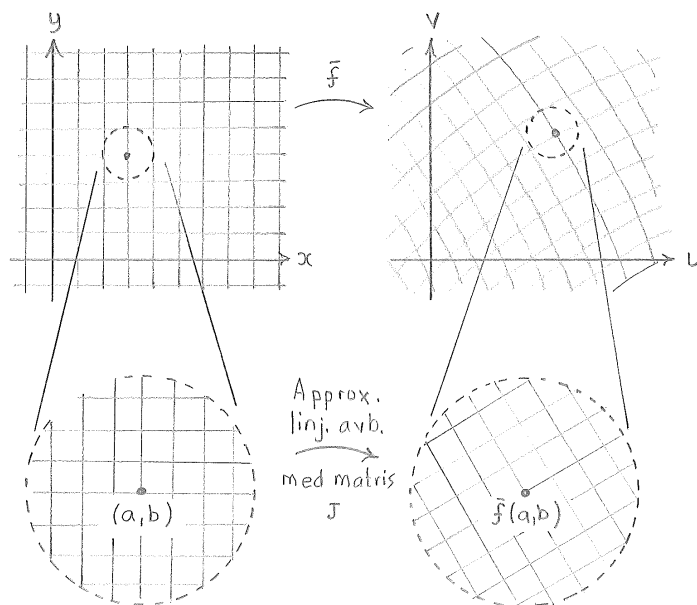 y
v
f̄
x
u
Approx.
linj. avb.
med matris
J
(a,b)
f̄(a,b)